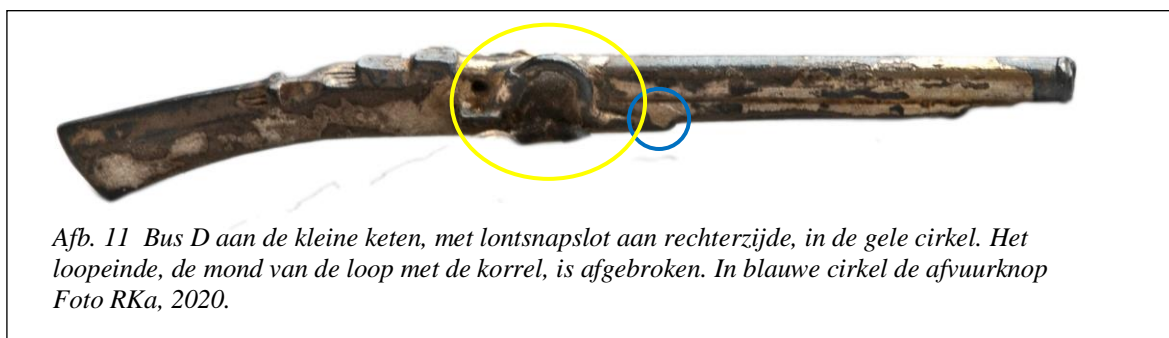 Afb. 11  Bus D aan de kleine keten, met lontsnapslot aan rechterzijde, in de gele cirkel. Het
loopeinde, de mond van de loop met de korrel, is afgebroken. In blauwe cirkel de afvuurknop
Foto RKa, 2020.